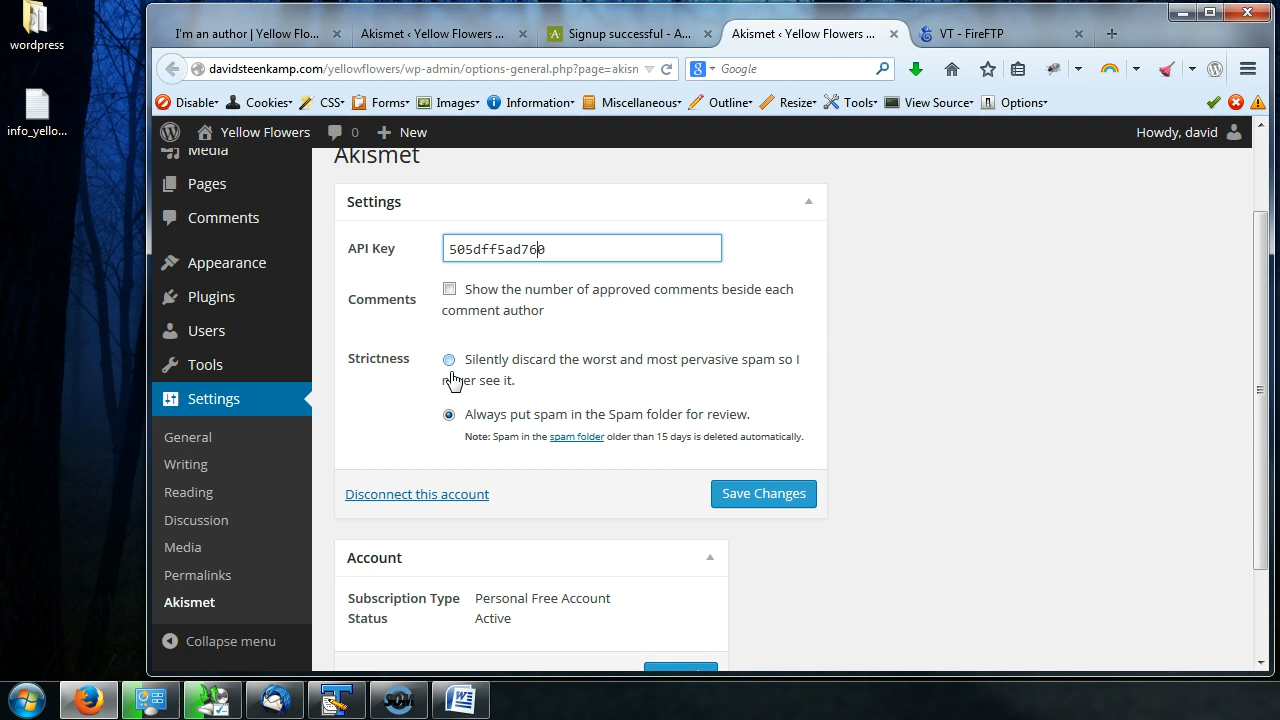 wordpress
info_yello...
I'm an author | Yellow Flo...
Akismet ‹ Yellow Flowers ...
Signup successful - A...
Akismet ‹ Yellow Flowers ...
VT - FireFTP
davidsteenkamp.com/yellowflowers/wp-admin/options-general.php?page=akisn
Google
Disable
Cookies
CSS
Forms
Images
Information
Miscellaneous
Outline
Resize
Tools
View Source
Options
Yellow Flowers
0
New
Howdy, david
Media
Pages
Comments
Appearance
Plugins
Users
Tools
Settings
General
Writing
Reading
Discussion
Media
Permalinks
Akismet
Collapse menu
Akismet
Settings
API Key
505dff5ad760
Comments
Show the number of approved comments beside each
comment author
Strictness
Silently discard the worst and most pervasive spam so I
see it.
Always put spam in the Spam folder for review.
Note: Spam in the spam folder older than 15 days is deleted automatically.
Disconnect this account
Save Changes
Account
Subscription Type Personal Free Account
Status Active